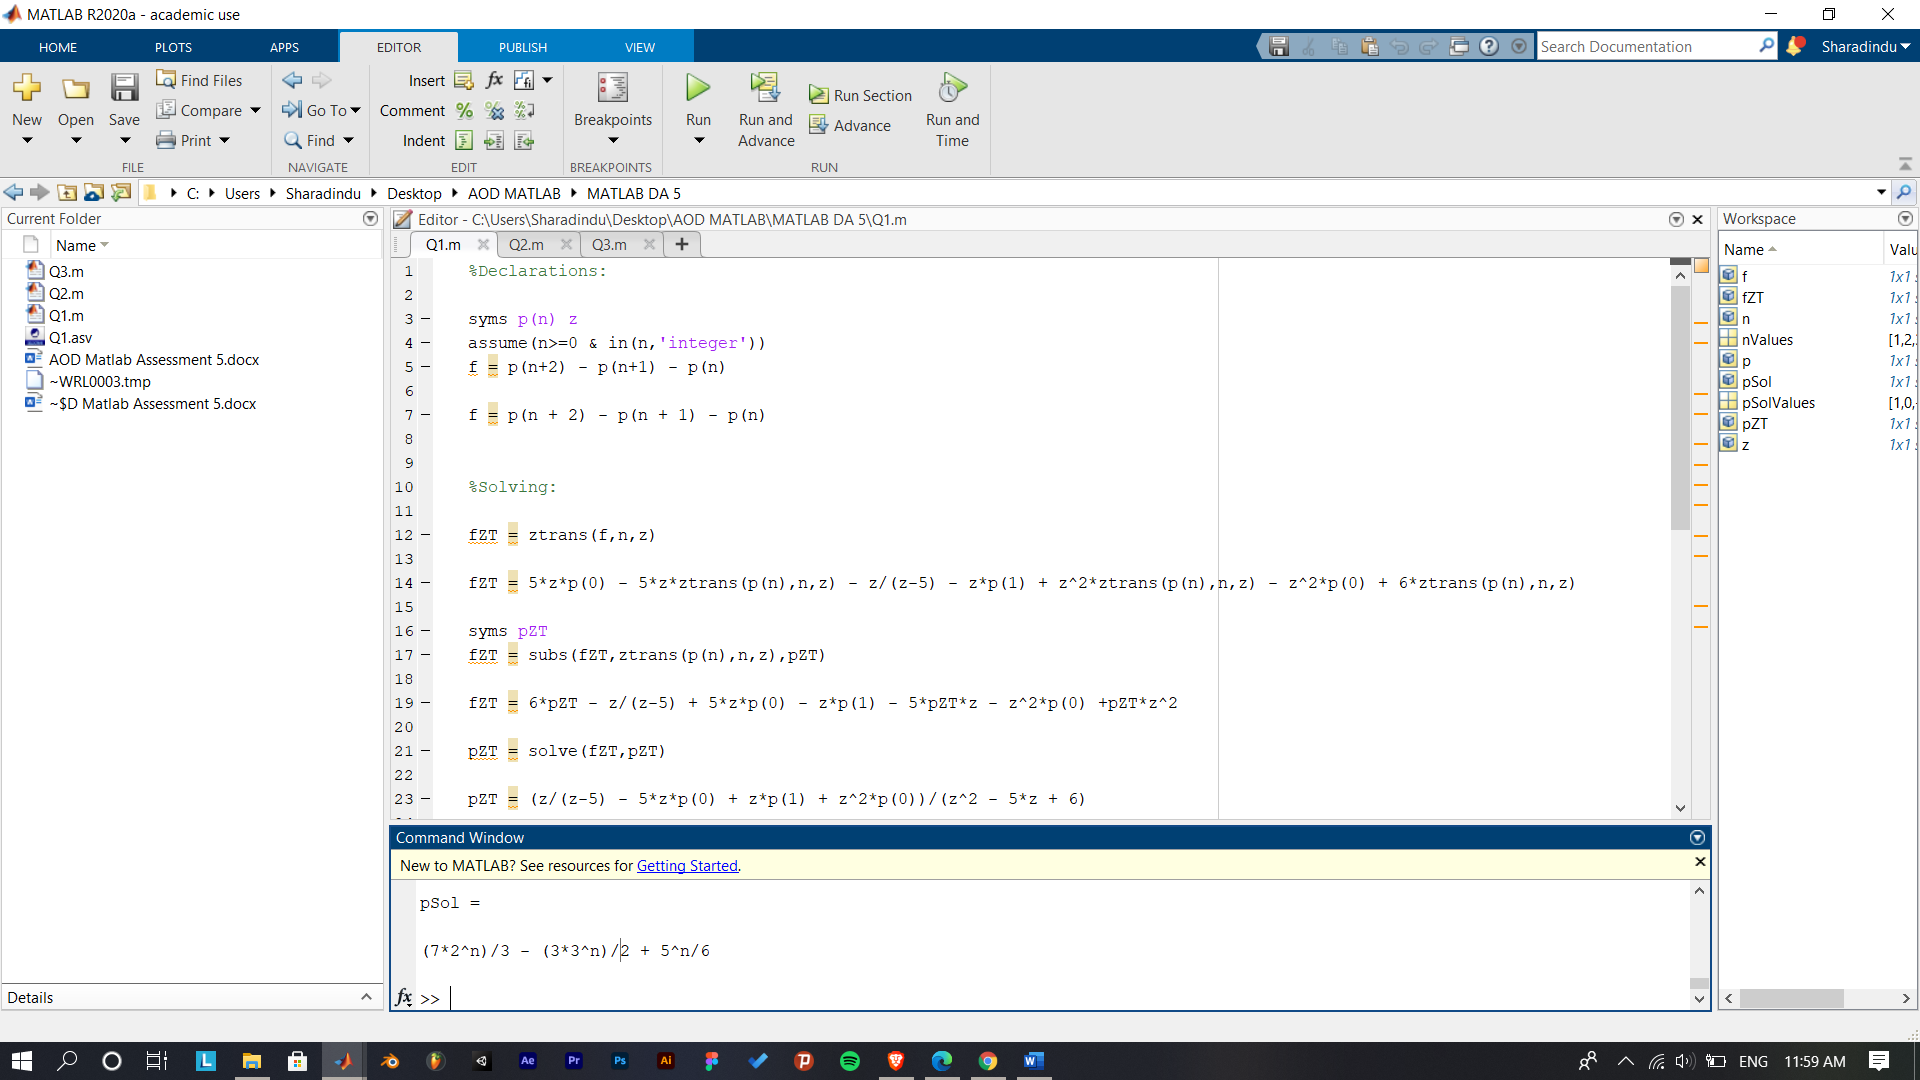 MATLAB R2020a - academic use
HOME PLOTS APPS EDITOR PUBLISH VIEW
Search Documentation
Sharadindu
New Open Save
Find Files
Compare
Print
FILE
Go To
Find
NAVIGATE
Insert fx
Comment
Indent
EDIT
Breakpoints
BREAKPOINTS
Run
Run and Advance
Run Section
Advance
Run and Time
RUN
C: Users Sharadindu Desktop AOD MATLAB MATLAB DA 5
Current Folder
Name
Q3.m
Q2.m
Q1.m
Q1.asv
AOD Matlab Assessment 5.docx
~WRL0003.tmp
~$D Matlab Assessment 5.docx
Details
Editor - C:\Users\Sharadindu\Desktop\AOD MATLAB\MATLAB DA 5\Q1.m
Q1.m Q2.m Q3.m +
1 %Declarations:
2
3 – syms p(n) z
4 – assume(n>=0 & in(n,'integer'))
5 – f = p(n+2) - p(n+1) - p(n)
6
7 – f = p(n + 2) - p(n + 1) - p(n)
8
9
10 %Solving:
11
12 – fZT = ztrans(f,n,z)
13
14 – fZT = 5*z*p(0) - 5*z*ztrans(p(n),n,z) - z/(z-5) - z*p(1) + z^2*ztrans(p(n),n,z) - z^2*p(0) + 6*ztrans(p(n),n,z)
15
16 – syms pZT
17 – fZT = subs(fZT,ztrans(p(n),n,z),pZT)
18
19 – fZT = 6*pZT - z/(z-5) + 5*z*p(0) - z*p(1) - 5*pZT*z - z^2*p(0) +pZT*z^2
20
21 – pZT = solve(fZT,pZT)
22
23 – pZT = (z/(z-5) - 5*z*p(0) + z*p(1) + z^2*p(0))/(z^2 - 5*z + 6)
Command Window
New to MATLAB? See resources for Getting Started.
pSol =
(7*2^n)/3 - (3*3^n)/2 + 5^n/6
fx >>
Workspace
Name Valu
f 1x1
fZT 1x1
n 1x1
nValues [1,2,
p 1x1
pSol 1x1
pSolValues [1,0,
pZT 1x1
z 1x1
L Ae Pr Ps Ai P W
ENG 11:59 AM